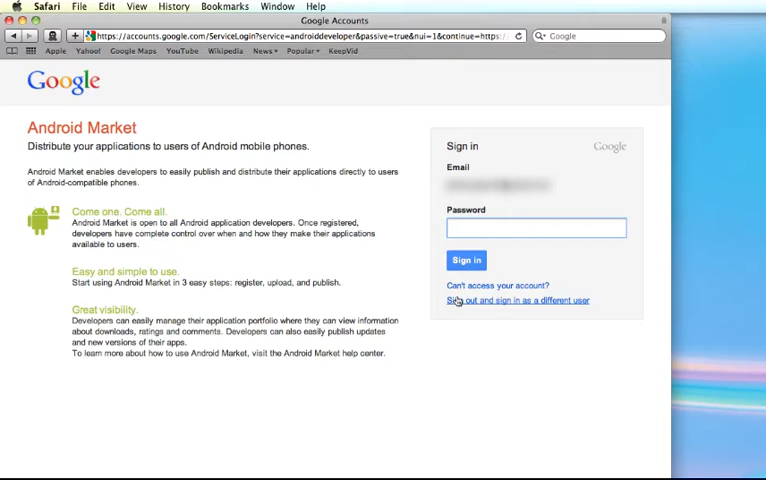 Safari File Edit View History Bookmarks Window Help
Google Accounts
https://accounts.google.com/ServiceLogin?service=androiddeveloper&passive=true&nui=1&continue=https: Google
Apple Yahoo! Google Maps YouTube Wikipedia News Popular KeepVid
Google
Android Market
Distribute your applications to users of Android mobile phones.
Android Market enables developers to easily publish and distribute their applications directly to users
of Android-compatible phones.
Come one. Come all.
Android Market is open to all Android application developers. Once registered,
developers have complete control over when and how they make their applications
available to users.
Easy and simple to use.
Start using Android Market in 3 easy steps: register, upload, and publish.
Great visibility.
Developers can easily manage their application portfolio where they can view information
about downloads, ratings and comments. Developers can also easily publish updates
and new versions of their apps.
To learn more about how to use Android Market, visit the Android Market help center.
Sign in Google
Email
Password
Sign in
Can't access your account?
Sign out and sign in as a different user